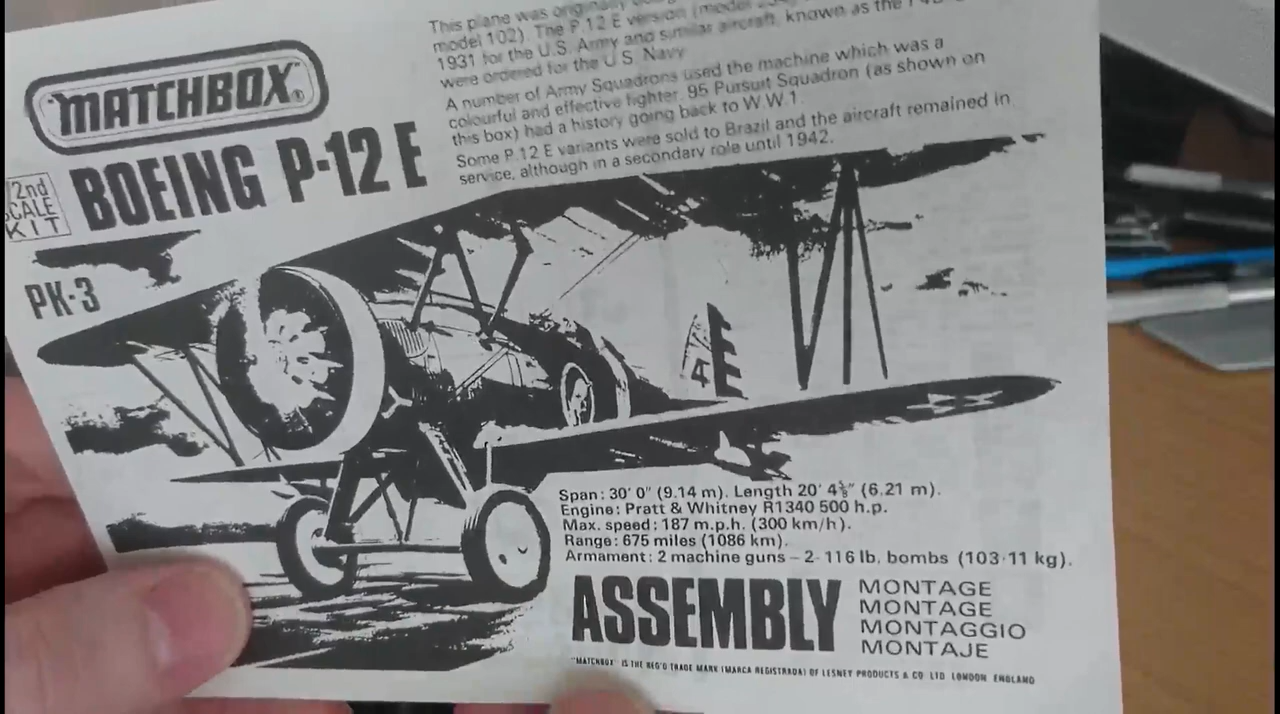 This plane was originally
model 102). The P.12 E version (model
1931 for the U.S. Army and similar aircraft, known as the
were ordered for the U.S. Navy
A number of Army Squadrons used the machine which was a
colourful and effective fighter. 95 Pursuit Squadron (as shown on
this box) had a history going back to W.W.1.
Some P.12 E variants were sold to Brazil and the aircraft remained in
service, although in a secondary role until 1942.
MATCHBOX®
BOEING P-12 E
2nd
SCALE
KIT
PK-3
4
Span: 30' 0" (9.14 m). Length 20' 4⅝" (6.21 m).
Engine: Pratt & Whitney R1340 500 h.p.
Max. speed: 187 m.p.h. (300 km/h).
Range: 675 miles (1086 km).
Armament: 2 machine guns – 2- 116 lb. bombs (103·11 kg).
ASSEMBLY
MONTAGE
MONTAGE
MONTAGGIO
MONTAJE
"MATCHBOX" IS THE REG'D TRADE MARK (MARCA REGISTRADA) OF LESNEY PRODUCTS & CO LTD LONDON ENGLAND